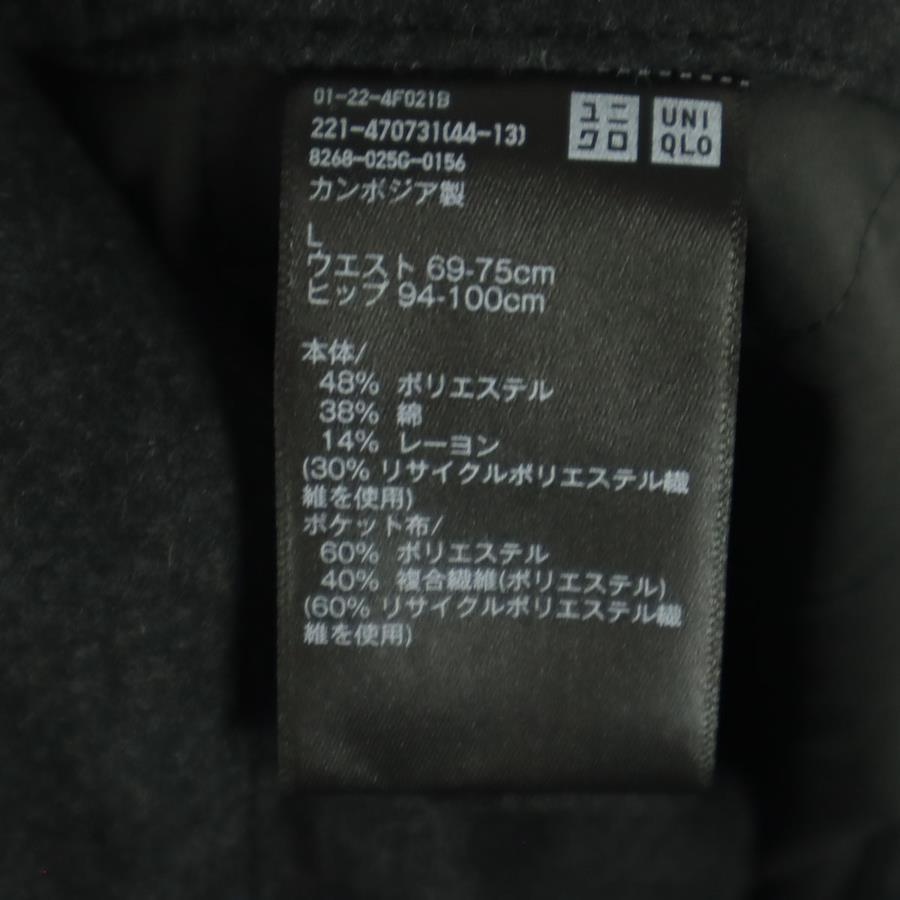 01-22-4F021B
221-470731(44-13)
8268-025G-0156
カンボジア製
ユニ
クロ
UNI
QLO
L
ウエスト 69-75cm
ヒップ 94-100cm
本体/
48% ポリエステル
38% 綿
14% レーヨン
(30% リサイクルポリエステル繊
維を使用)
ポケット布/
60% ポリエステル
40% 複合繊維(ポリエステル)
(60% リサイクルポリエステル繊
維を使用)